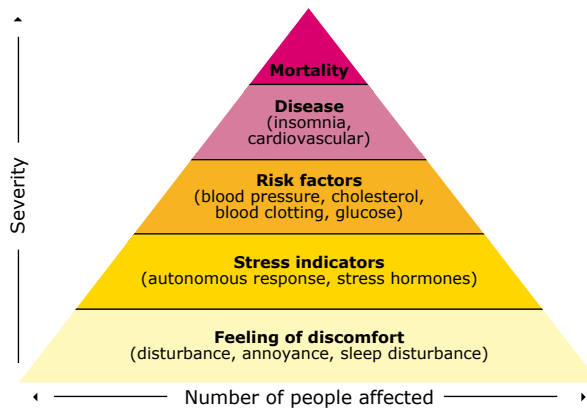 Severity
Mortality
Disease
(insomnia,
cardiovascular)
Risk factors
(blood pressure, cholesterol,
blood clotting, glucose)
Stress indicators
(autonomous response, stress hormones)
Feeling of discomfort
(disturbance, annoyance, sleep disturbance)
Number of people affected